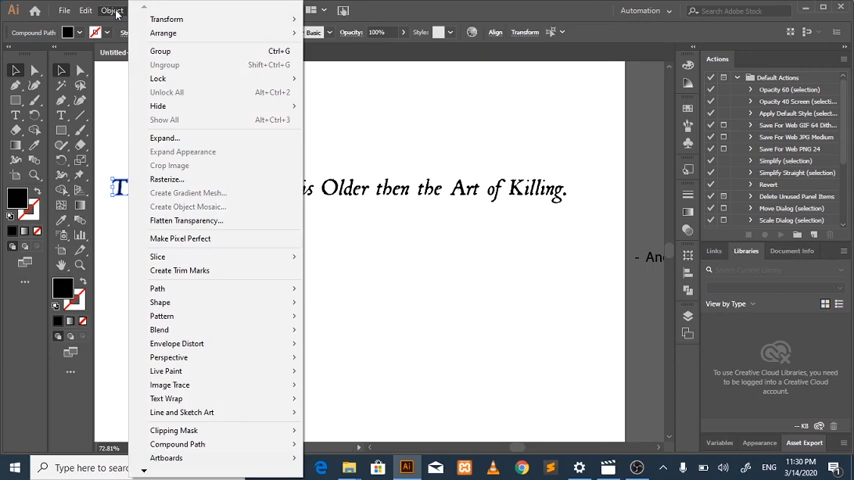 Ai File Edit Object Basic Opacity: 100% Style: Align Transform Automation Search Adobe Stock
Compound Path
Untitled-
Transform
Arrange
Group Ctrl+G
Ungroup Shift+Ctrl+G
Lock
Unlock All Alt+Ctrl+2
Hide
Show All Alt+Ctrl+3
Expand...
Expand Appearance
Crop Image
Rasterize...
Create Gradient Mesh...
Create Object Mosaic...
Flatten Transparency...
Make Pixel Perfect
Slice
Create Trim Marks
Path
Shape
Pattern
Blend
Envelope Distort
Perspective
Live Paint
Image Trace
Text Wrap
Line and Sketch Art
Clipping Mask
Compound Path
Artboards
is Older then the Art of Killing.
- An
72.81%
Actions
Default Actions
Opacity 60 (selection)
Opacity 40 Screen (selecti...
Apply Default Style (select...
Save For Web GIF 64 Dith...
Save For Web JPG Medium
Save For Web PNG 24
Simplify (selection)
Simplify Straight (selection)
Revert
Delete Unused Panel Items
Move Dialog (selection)
Scale Dialog (selection)
Links Libraries Document Info
Search Current Library
View by Type
To use Creative Cloud Libraries,
you need to be
logged into a Creative Cloud
account.
-- KB
Variables Appearance Asset Export
Type here to searc
Ai
ENG
11:30 PM
3/14/2020